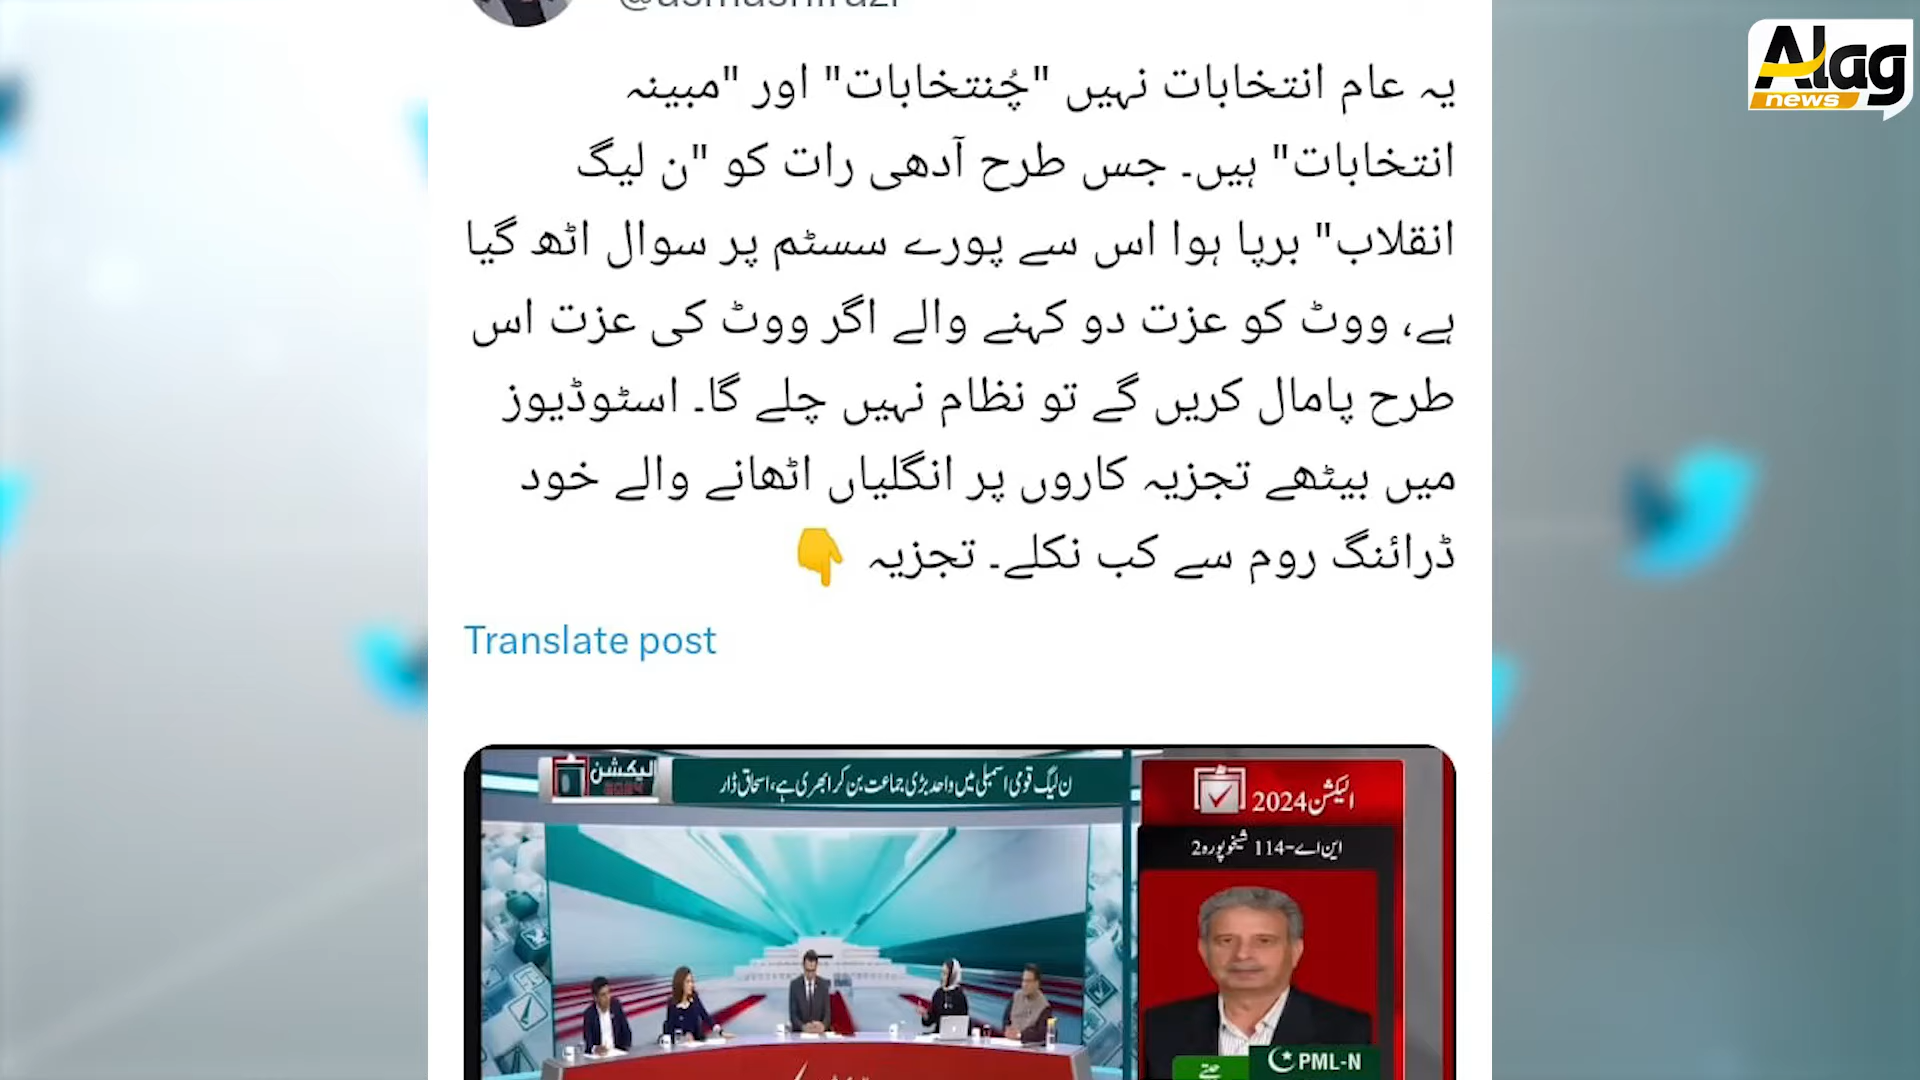 Alag
news
یہ عام انتخابات نہیں "چُنتخابات" اور "مبینہ
انتخابات" ہیں۔ جس طرح آدھی رات کو "ن لیگ
انقلاب" برپا ہوا اس سے پورے سسٹم پر سوال اٹھ گیا
ہے، ووٹ کو عزت دو کہنے والے اگر ووٹ کی عزت اس
طرح پامال کریں گے تو نظام نہیں چلے گا۔ اسٹوڈیوز
میں بیٹھے تجزیہ کاروں پر انگلیاں اٹھانے والے خود
ڈرائنگ روم سے کب نکلے۔ تجزیہ 👇
Translate post
الیکشن
ن لیگ قومی اسمبلی میں واحد بڑی جماعت بن کر ابھری ہے، اسحاق ڈار
الیکشن 2024
این اے-114 شیخوپورہ 2
PML-N